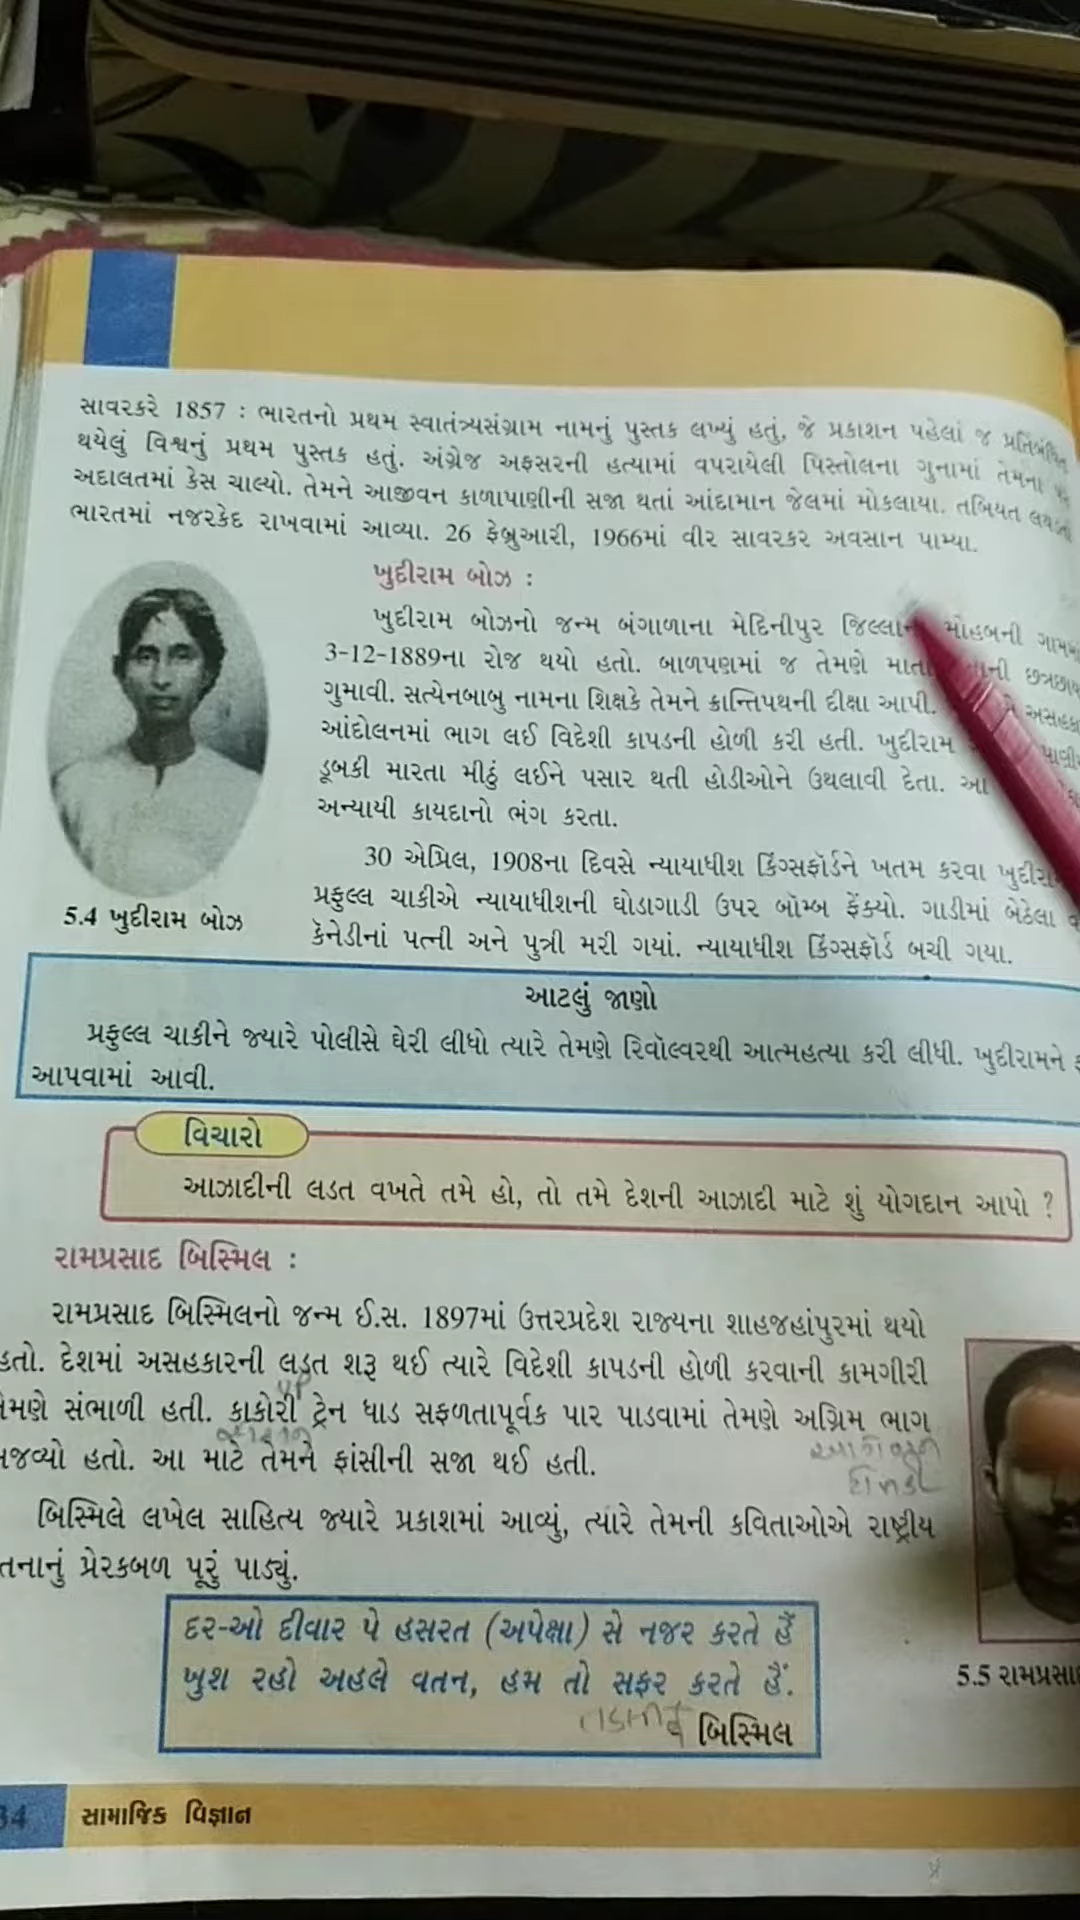 સાવરકરે 1857 : ભારતનો પ્રથમ સ્વાતંત્ર્યસંગ્રામ નામનું પુસ્તક લખ્યું હતું, જે પ્રકાશન પહેલાં જ પ્રતિબંધિત
થયેલું વિશ્વનું પ્રથમ પુસ્તક હતું. અંગ્રેજ અફસરની હત્યામાં વપરાયેલી પિસ્તોલના ગુનામાં તેમના
અદાલતમાં કેસ ચાલ્યો. તેમને આજીવન કાળાપાણીની સજા થતાં આંદામાન જેલમાં મોકલાયા. તબિયત
ભારતમાં નજરકેદ રાખવામાં આવ્યા. 26 ફેબ્રુઆરી, 1966માં વીર સાવરકર અવસાન પામ્યા.
ખુદીરામ બોઝ :
ખુદીરામ બોઝનો જન્મ બંગાળાના મેદિનીપુર જિલ્લાના મોહબની
3-12-1889ના રોજ થયો હતો. બાળપણમાં જ તેમણે
ગુમાવી. સત્યેનબાબુ નામના શિક્ષકે તેમને ક્રાન્તિપથની દીક્ષા આપી.
આંદોલનમાં ભાગ લઈ વિદેશી કાપડની હોળી કરી હતી. ખુદીરામ
ડૂબકી મારતા મીઠું લઈને પસાર થતી હોડીઓને ઉથલાવી દેતા. આ
અન્યાયી કાયદાનો ભંગ કરતા.
30 એપ્રિલ, 1908ના દિવસે ન્યાયાધીશ કિંગ્સફૉર્ડને ખતમ કરવા
પ્રફુલ્લ ચાકીએ ન્યાયાધીશની ઘોડાગાડી ઉપર બૉમ્બ ફેંક્યો. ગાડીમાં બેઠેલા
કૅનેડીનાં પત્ની અને પુત્રી મરી ગયાં. ન્યાયાધીશ કિંગ્સફૉર્ડ બચી ગયા.
5.4 ખુદીરામ બોઝ
આટલું જાણો
પ્રફુલ્લ ચાકીને જ્યારે પોલીસે ઘેરી લીધો ત્યારે તેમણે રિવૉલ્વરથી આત્મહત્યા કરી લીધી. ખુદીરામને
આપવામાં આવી.
વિચારો
આઝાદીની લડત વખતે તમે હો, તો તમે દેશની આઝાદી માટે શું યોગદાન આપો ?
રામપ્રસાદ બિસ્મિલ :
રામપ્રસાદ બિસ્મિલનો જન્મ ઈ.સ. 1897માં ઉત્તરપ્રદેશ રાજ્યના શાહજહાંપુરમાં થયો
હતો. દેશમાં અસહકારની લડત શરૂ થઈ ત્યારે વિદેશી કાપડની હોળી કરવાની કામગીરી
UP
તેમણે સંભાળી હતી. કાકોરી ટ્રેન ધાડ સફળતાપૂર્વક પાર પાડવામાં તેમણે અગ્રિમ ભાગ
ભજવ્યો હતો. આ માટે તેમને ફાંસીની સજા થઈ હતી.
બિસ્મિલે લખેલ સાહિત્ય જ્યારે પ્રકાશમાં આવ્યું, ત્યારે તેમની કવિતાઓએ રાષ્ટ્રીય
પ્રેરકબળ પૂરું પાડ્યું.
દર-ઓ દીવાર પે હસરત (અપેક્ષા) સે નજર કરતે હૈં
ખુશ રહો અહલે વતન, હમ તો સફર કરતે હૈં.
બિસ્મિલ
5.5
34 સામાજિક વિજ્ઞાન